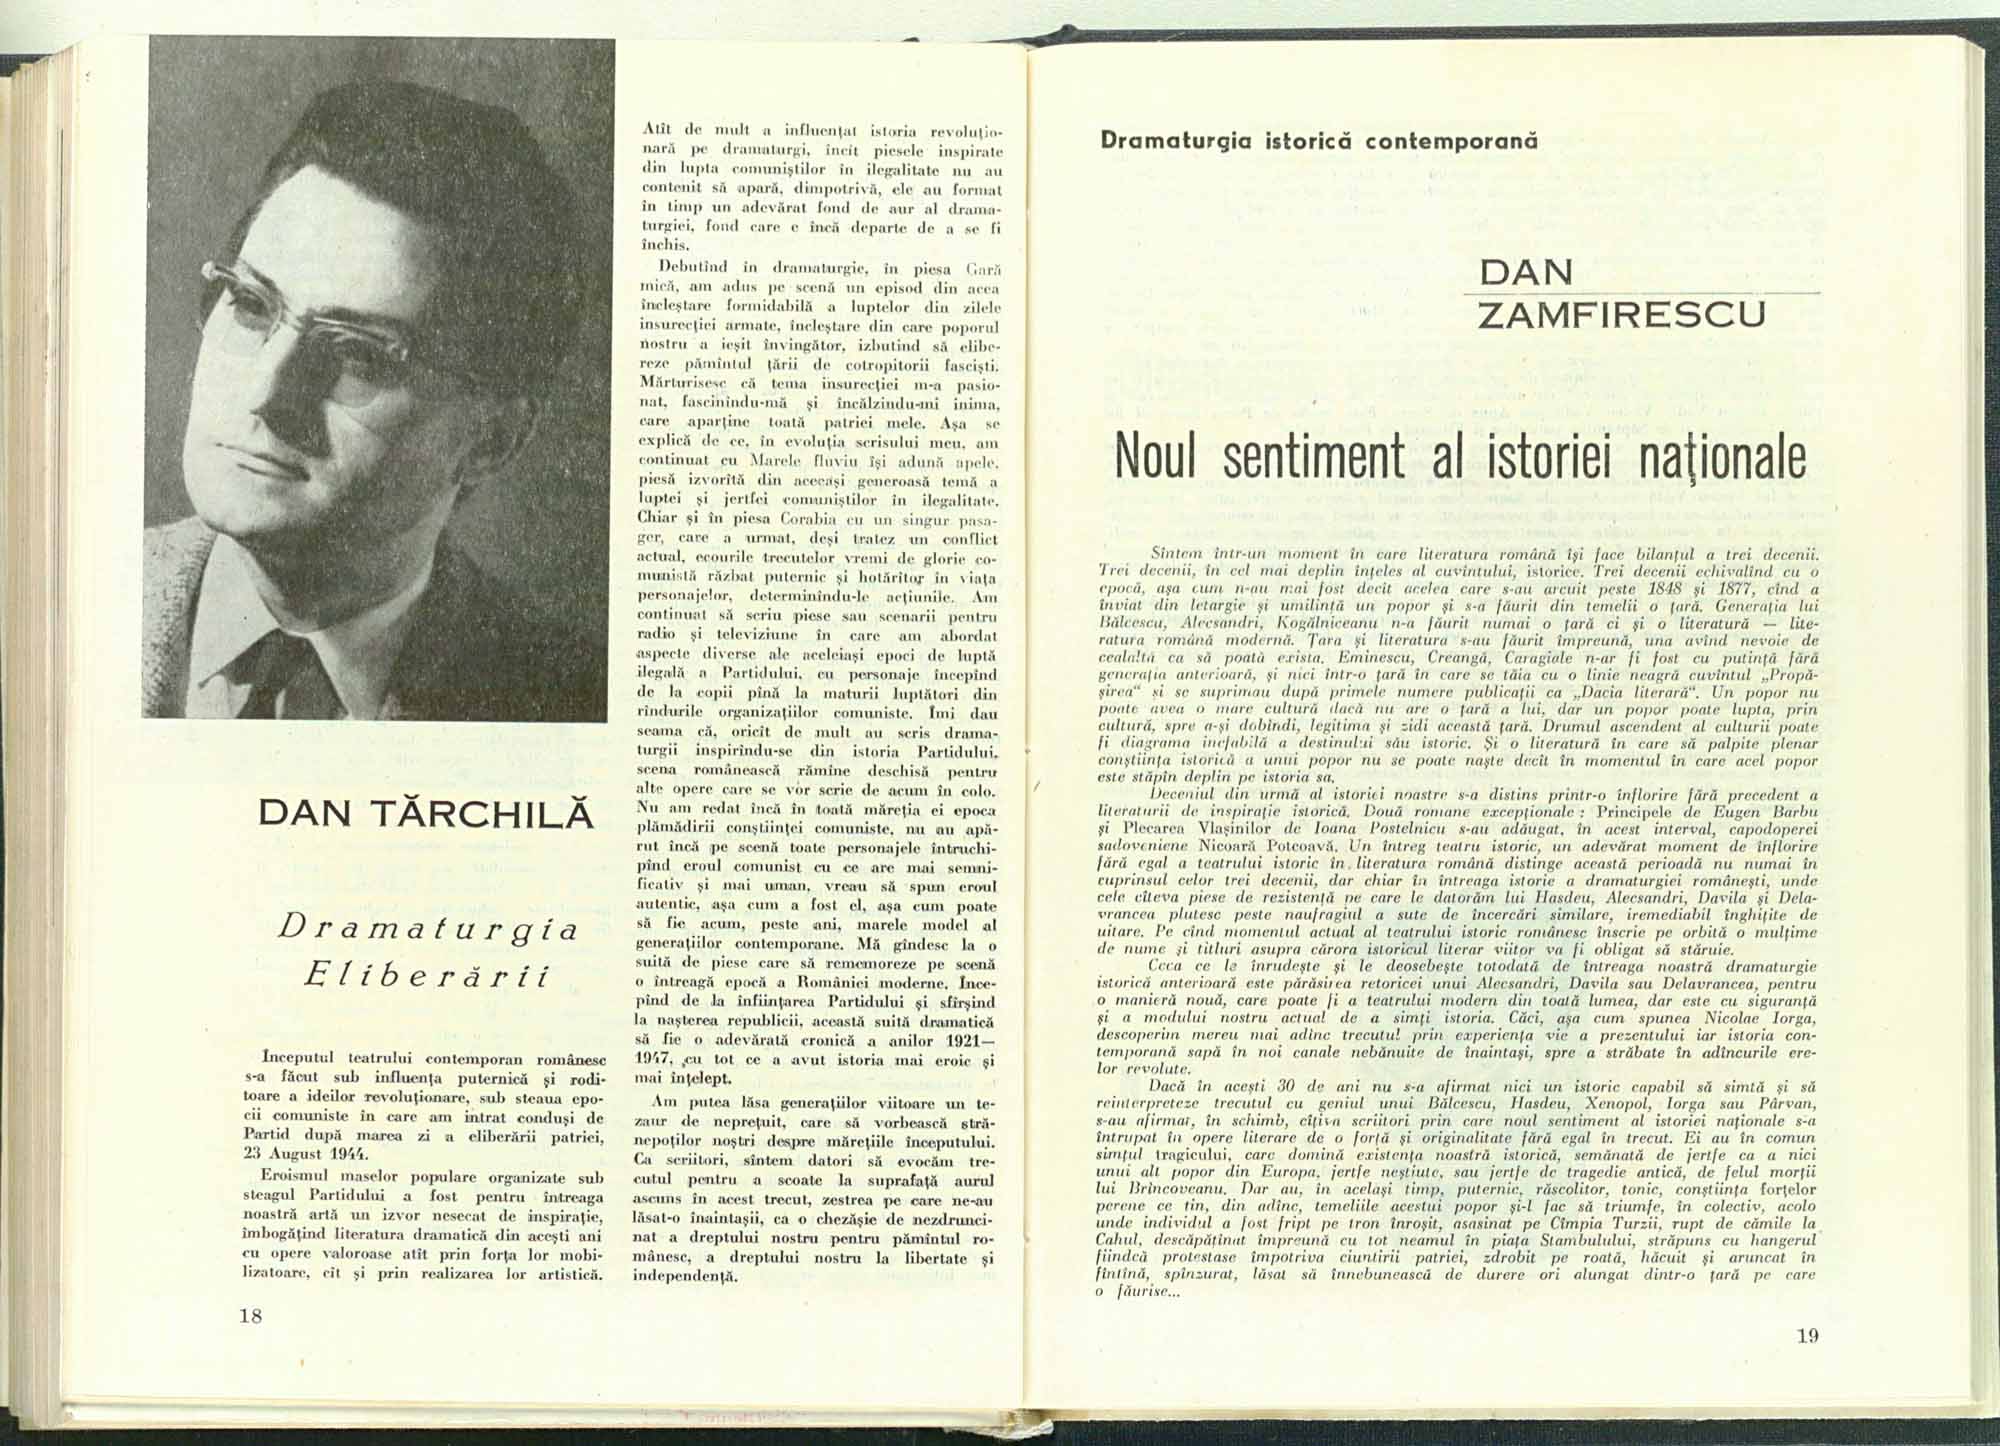 DAN TĂRCHILĂ
Dramaturgia
Eliberării
Începutul teatrului contemporan românesc
s-a făcut sub influența puternică și rodi-
toare a ideilor revoluționare, sub steaua epo-
cii comuniste în care am intrat conduși de
Partid după marea zi a eliberării patriei,
23 August 1944.
Eroismul maselor populare organizate sub
steagul Partidului a fost pentru întreaga
noastră artă un izvor nesecat de inspirație,
îmbogățind literatura dramatică din acești ani
cu opere valoroase atît prin forța lor mobi-
lizatoare, cît și prin realizarea lor artistică.
18
Atît de mult a influențat istoria revoluțio-
nară pe dramaturgi, încît piesele inspirate
din lupta comuniștilor în ilegalitate nu au
contenit să apară, dimpotrivă, ele au format
în timp un adevărat fond de aur al drama-
turgiei, fond care e încă departe de a se fi
închis.
Debutînd în dramaturgie, în piesa Gară
mică, am adus pe scenă un episod din acea
încleștare formidabilă a luptelor din zilele
insurecției armate, încleștare din care poporul
nostru a ieșit învingător, izbutind să elibe-
reze pămîntul țării de cotropitorii fasciști.
Mărturisesc că tema insurecției m-a pasio-
nat, fascinîndu-mă și încălzindu-mi inima,
care aparține toată patriei mele. Așa se
explică de ce, în evoluția scrisului meu, am
continuat cu Marele fluviu își adună apele,
piesă izvorîtă din aceeași generoasă temă a
luptei și jertfei comuniștilor în ilegalitate.
Chiar și în piesa Corabia cu un singur pasa-
ger, care a urmat, deși tratez un conflict
actual, ecourile trecutelor vremi de glorie co-
munistă răzbat puternic și hotărîtor în viața
personajelor, determinîndu-le acțiunile. Am
continuat să scriu piese sau scenarii pentru
radio și televiziune în care am abordat
aspecte diverse ale aceleiași epoci de luptă
ilegală a Partidului, cu personaje începînd
de la copii pînă la maturii luptători din
rîndurile organizațiilor comuniste. Îmi dau
seama că, oricît de mult au scris drama-
turgii inspirîndu-se din istoria Partidului,
scena românească rămîne deschisă pentru
alte opere care se vor scrie de acum în colo.
Nu am redat încă în toată măreția ei epoca
plămădirii conștiinței comuniste, nu au apă-
rut încă pe scenă toate personajele întruchi-
pînd eroul comunist cu ce are mai semni-
ficativ și mai uman, vreau să spun eroul
autentic, așa cum a fost el, așa cum poate
să fie acum, peste ani, marele model al
generațiilor contemporane. Mă gîndesc la o
suită de piese care să rememoreze pe scenă
o întreagă epocă a României moderne. Înce-
pînd de la înființarea Partidului și sfîrșind
la nașterea republicii, această suită dramatică
să fie o adevărată cronică a anilor 1921—
1947, cu tot ce a avut istoria mai eroic și
mai înțelept.
Am putea lăsa generațiilor viitoare un te-
zaur de neprețuit, care să vorbească stră-
nepoților noștri despre mărețiile începutului.
Ca scriitori, sîntem datori să evocăm tre-
cutul pentru a scoate la suprafață aurul
ascuns în acest trecut, zestrea pe care ne-au
lăsat-o înaintașii, ca o chezășie de nezdrunci-
nat a dreptului nostru pentru pămîntul ro-
mânesc, a dreptului nostru la libertate și
independență.
Dramaturgia istorică contemporană
DAN
ZAMFIRESCU
Noul sentiment al istoriei naționale
Sîntem într-un moment în care literatura română își face bilanțul a trei decenii.
Trei decenii, în cel mai deplin înțeles al cuvîntului, istorice. Trei decenii echivalînd cu o
epocă, așa cum n-au mai fost decît acelea care s-au arcuit peste 1848 și 1877, cînd a
înviat din letargie și umilință un popor și s-a făurit din temelii o țară. Generația lui
Bălcescu, Alecsandri, Kogălniceanu n-a făurit numai o țară ci și o literatură — lite-
ratura română modernă. Țara și literatura s-au făurit împreună, una avînd nevoie de
cealaltă ca să poată exista. Eminescu, Creangă, Caragiale n-ar fi fost cu putință fără
generația anterioară, și nici într-o țară în care se tăia cu o linie neagră cuvîntul „Propă-
șirea“ și se suprimau după primele numere publicații ca „Dacia literară“. Un popor nu
poate avea o mare cultură dacă nu are o țară a lui, dar un popor poate lupta, prin
cultură, spre a-și dobîndi, legitima și zidi această țară. Drumul ascendent al culturii poate
fi diagrama inefabilă a destinului său istoric. Și o literatură în care să palpite plenar
conștiința istorică a unui popor nu se poate naște decît în momentul în care acel popor
este stăpîn deplin pe istoria sa.
Deceniul din urmă al istoriei noastre s-a distins printr-o înflorire fără precedent a
literaturii de inspirație istorică. Două romane excepționale : Principele de Eugen Barbu
și Plecarea Vlașinilor de Ioana Postelnicu s-au adăugat, în acest interval, capodoperei
sadoveniene Nicoară Potcoavă. Un întreg teatru istoric, un adevărat moment de înflorire
fără egal a teatrului istoric în literatura română distinge această perioadă nu numai în
cuprinsul celor trei decenii, dar chiar în întreaga istorie a dramaturgiei românești, unde
cele cîteva piese de rezistență pe care le datorăm lui Hasdeu, Alecsandri, Davila și Dela-
vrancea plutesc peste naufragiul a sute de încercări similare, iremediabil înghițite de
uitare. Pe cînd momentul actual al teatrului istoric românesc înscrie pe orbită o mulțime
de nume și titluri asupra cărora istoricul literar viitor va fi obligat să stăruie.
Ceea ce le înrudește și le deosebește totodată de întreaga noastră dramaturgie
istorică anterioară este părăsirea retoricei unui Alecsandri, Davila sau Delavrancea, pentru
o manieră nouă, care poate fi a teatrului modern din toată lumea, dar este cu siguranță
și a modului nostru actual de a simți istoria. Căci, așa cum spunea Nicolae Iorga,
descoperim mereu mai adînc trecutul prin experiența vie a prezentului iar istoria con-
temporană sapă în noi canale nebănuite de înaintași, spre a străbate în adîncurile ere-
lor revolute.
Dacă în acești 30 de ani nu s-a afirmat nici un istoric capabil să simtă și să
reinterpreteze trecutul cu geniul unui Bălcescu, Hasdeu, Xenopol, Iorga sau Pârvan,
s-au afirmat, în schimb, cîțiva scriitori prin care noul sentiment al istoriei naționale s-a
întrupat în opere literare de o forță și originalitate fără egal în trecut. Ei au în comun
simțul tragicului, care domină existența noastră istorică, semănată de jertfe ca a nici
unui alt popor din Europa, jertfe neștiute, sau jertfe de tragedie antică, de felul morții
lui Brîncoveanu. Dar au, în același timp, puternic, răscolitor, tonic, conștiința forțelor
perene ce țin, din adînc, temeliile acestui popor și-l fac să triumfe, în colectiv, acolo
unde individul a fost fript pe tron înroșit, asasinat pe Cîmpia Turzii, rupt de cămile la
Cahul, descăpățînat împreună cu tot neamul în piața Stambulului, străpuns cu hangerul
fiindcă protestase împotriva ciuntirii patriei, zdrobit pe roată, hăcuit și aruncat în
fîntînă, spînzurat, lăsat să înnebunească de durere ori alungat dintr-o țară pe care
o făurise...
19